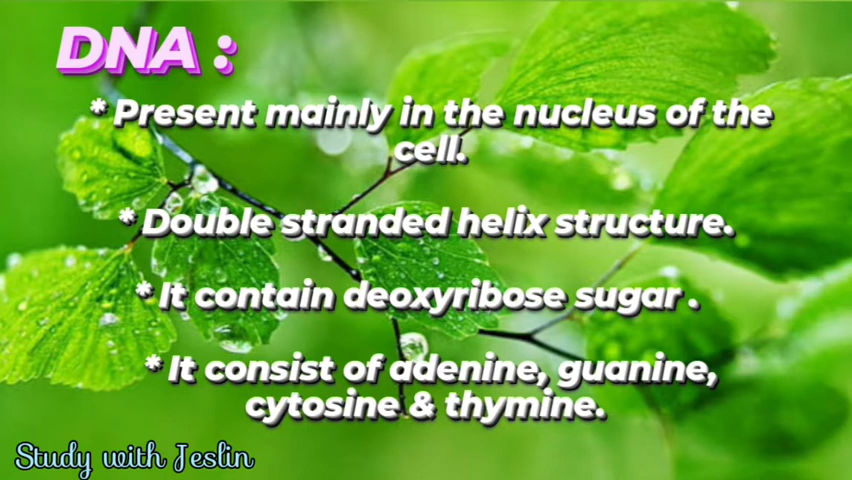 DNA :
* Present mainly in the nucleus of the
cell.
* Double stranded helix structure.
* It contain deoxyribose sugar .
* It consist of adenine, guanine,
cytosine & thymine.
Study with Jeslin